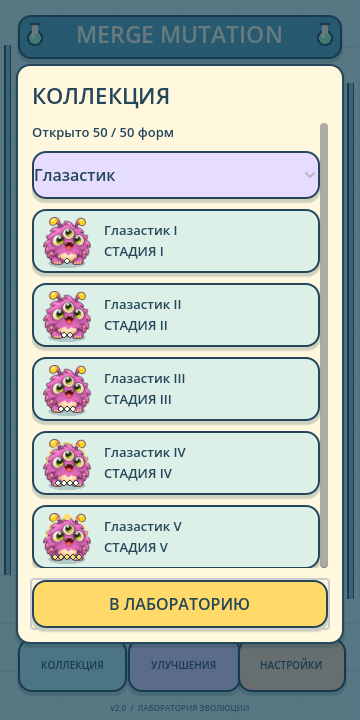 MERGE MUTATION
КОЛЛЕКЦИЯ
Открыто 50 / 50 форм
Глазастик
Глазастик I
СТАДИЯ I
Глазастик II
СТАДИЯ II
Глазастик III
СТАДИЯ III
Глазастик IV
СТАДИЯ IV
Глазастик V
СТАДИЯ V
В ЛАБОРАТОРИЮ
КОЛЛЕКЦИЯ
УЛУЧШЕНИЯ
НАСТРОЙКИ
v2.0 / ЛАБОРАТОРИЯ ЭВОЛЮЦИИ